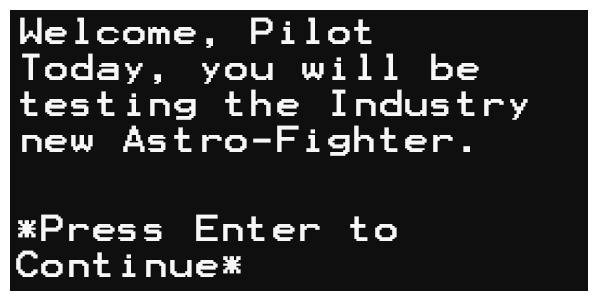 Welcome, Pilot
Today, you will be
testing the Industry
new Astro-Fighter.
*Press Enter to
Continue*